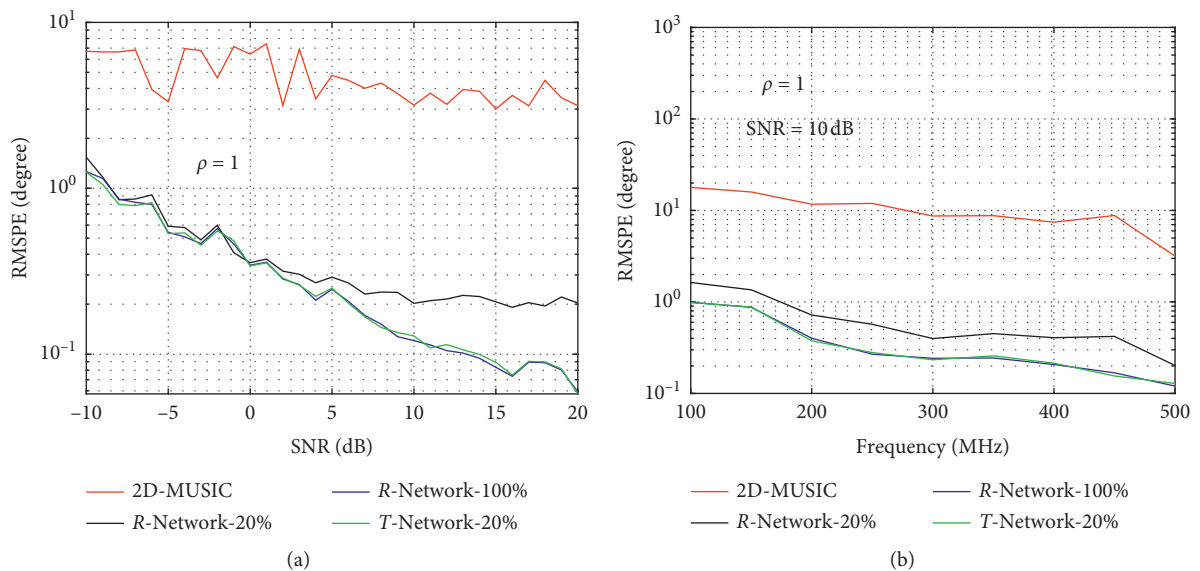 10^1
10^0
10^-1
RMSPE (degree)
ρ = 1
–10
–5
0
5
10
15
20
SNR (dB)
2D-MUSIC
R-Network-20%
R-Network-100%
T-Network-20%
(a)
10^3
10^2
10^1
10^0
10^-1
RMSPE (degree)
ρ = 1
SNR = 10 dB
100
200
300
400
500
Frequency (MHz)
2D-MUSIC
R-Network-20%
R-Network-100%
T-Network-20%
(b)